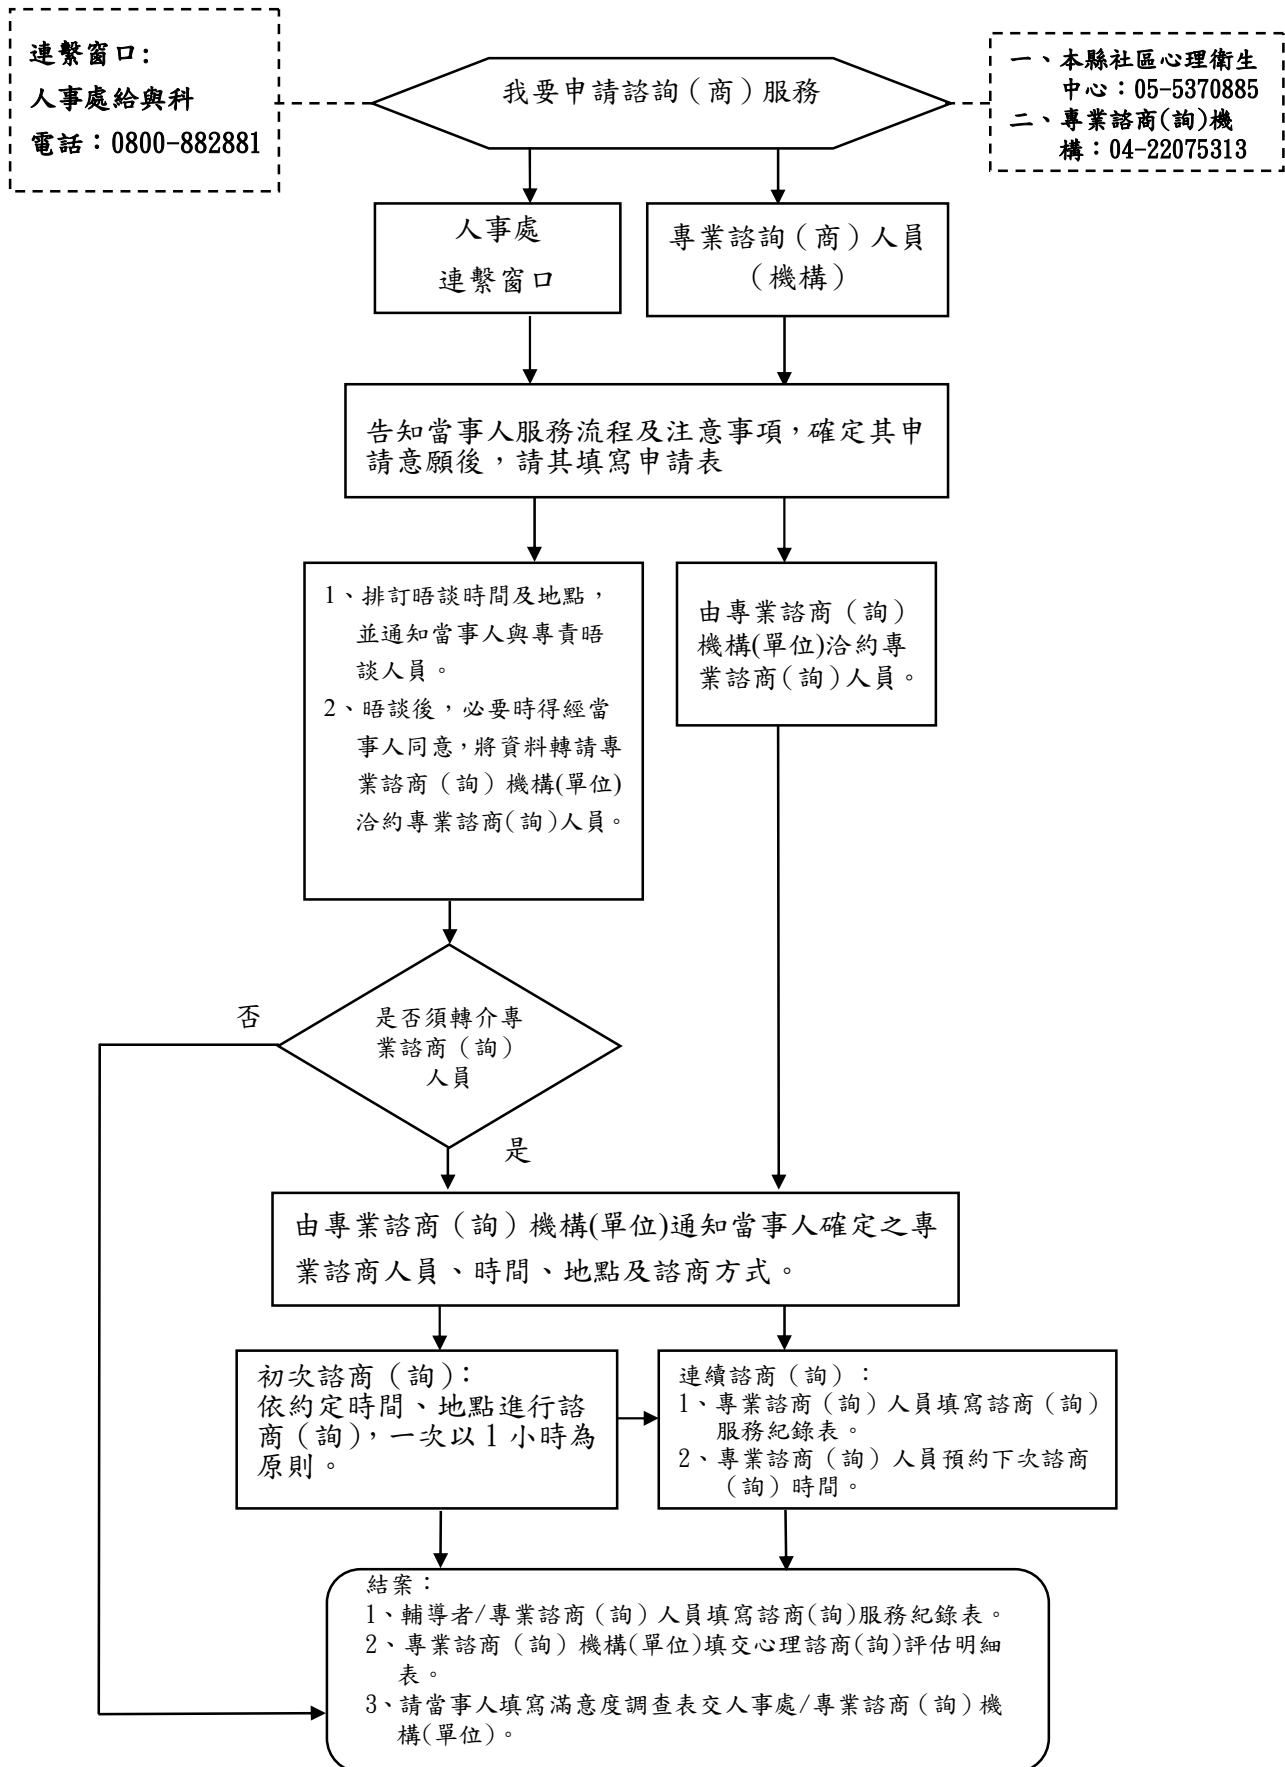 連繫窗口:
人事處給與科
電話：0800-882881
我要申請諮詢（商）服務
一、本縣社區心理衛生
中心：05-5370885
二、專業諮商(詢)機
構：04-22075313
人事處
連繫窗口
專業諮詢（商）人員
（機構）
告知當事人服務流程及注意事項，確定其申
請意願後，請其填寫申請表
1、排訂晤談時間及地點，
並通知當事人與專責晤
談人員。
2、晤談後，必要時得經當
事人同意，將資料轉請專
業諮商（詢）機構(單位)
洽約專業諮商(詢)人員。
由專業諮商（詢）
機構(單位)洽約專
業諮商(詢)人員。
否
是否須轉介專
業諮商（詢）
人員
是
由專業諮商（詢）機構(單位)通知當事人確定之專
業諮商人員、時間、地點及諮商方式。
初次諮商（詢）：
依約定時間、地點進行諮
商（詢），一次以 1 小時為
原則。
連續諮商（詢）：
1、專業諮商（詢）人員填寫諮商（詢）
服務紀錄表。
2、專業諮商（詢）人員預約下次諮商
（詢）時間。
結案：
1、輔導者/專業諮商（詢）人員填寫諮商(詢)服務紀錄表。
2、專業諮商（詢）機構(單位)填交心理諮商(詢)評估明細
表。
3、請當事人填寫滿意度調查表交人事處/專業諮商（詢）機
構(單位)。